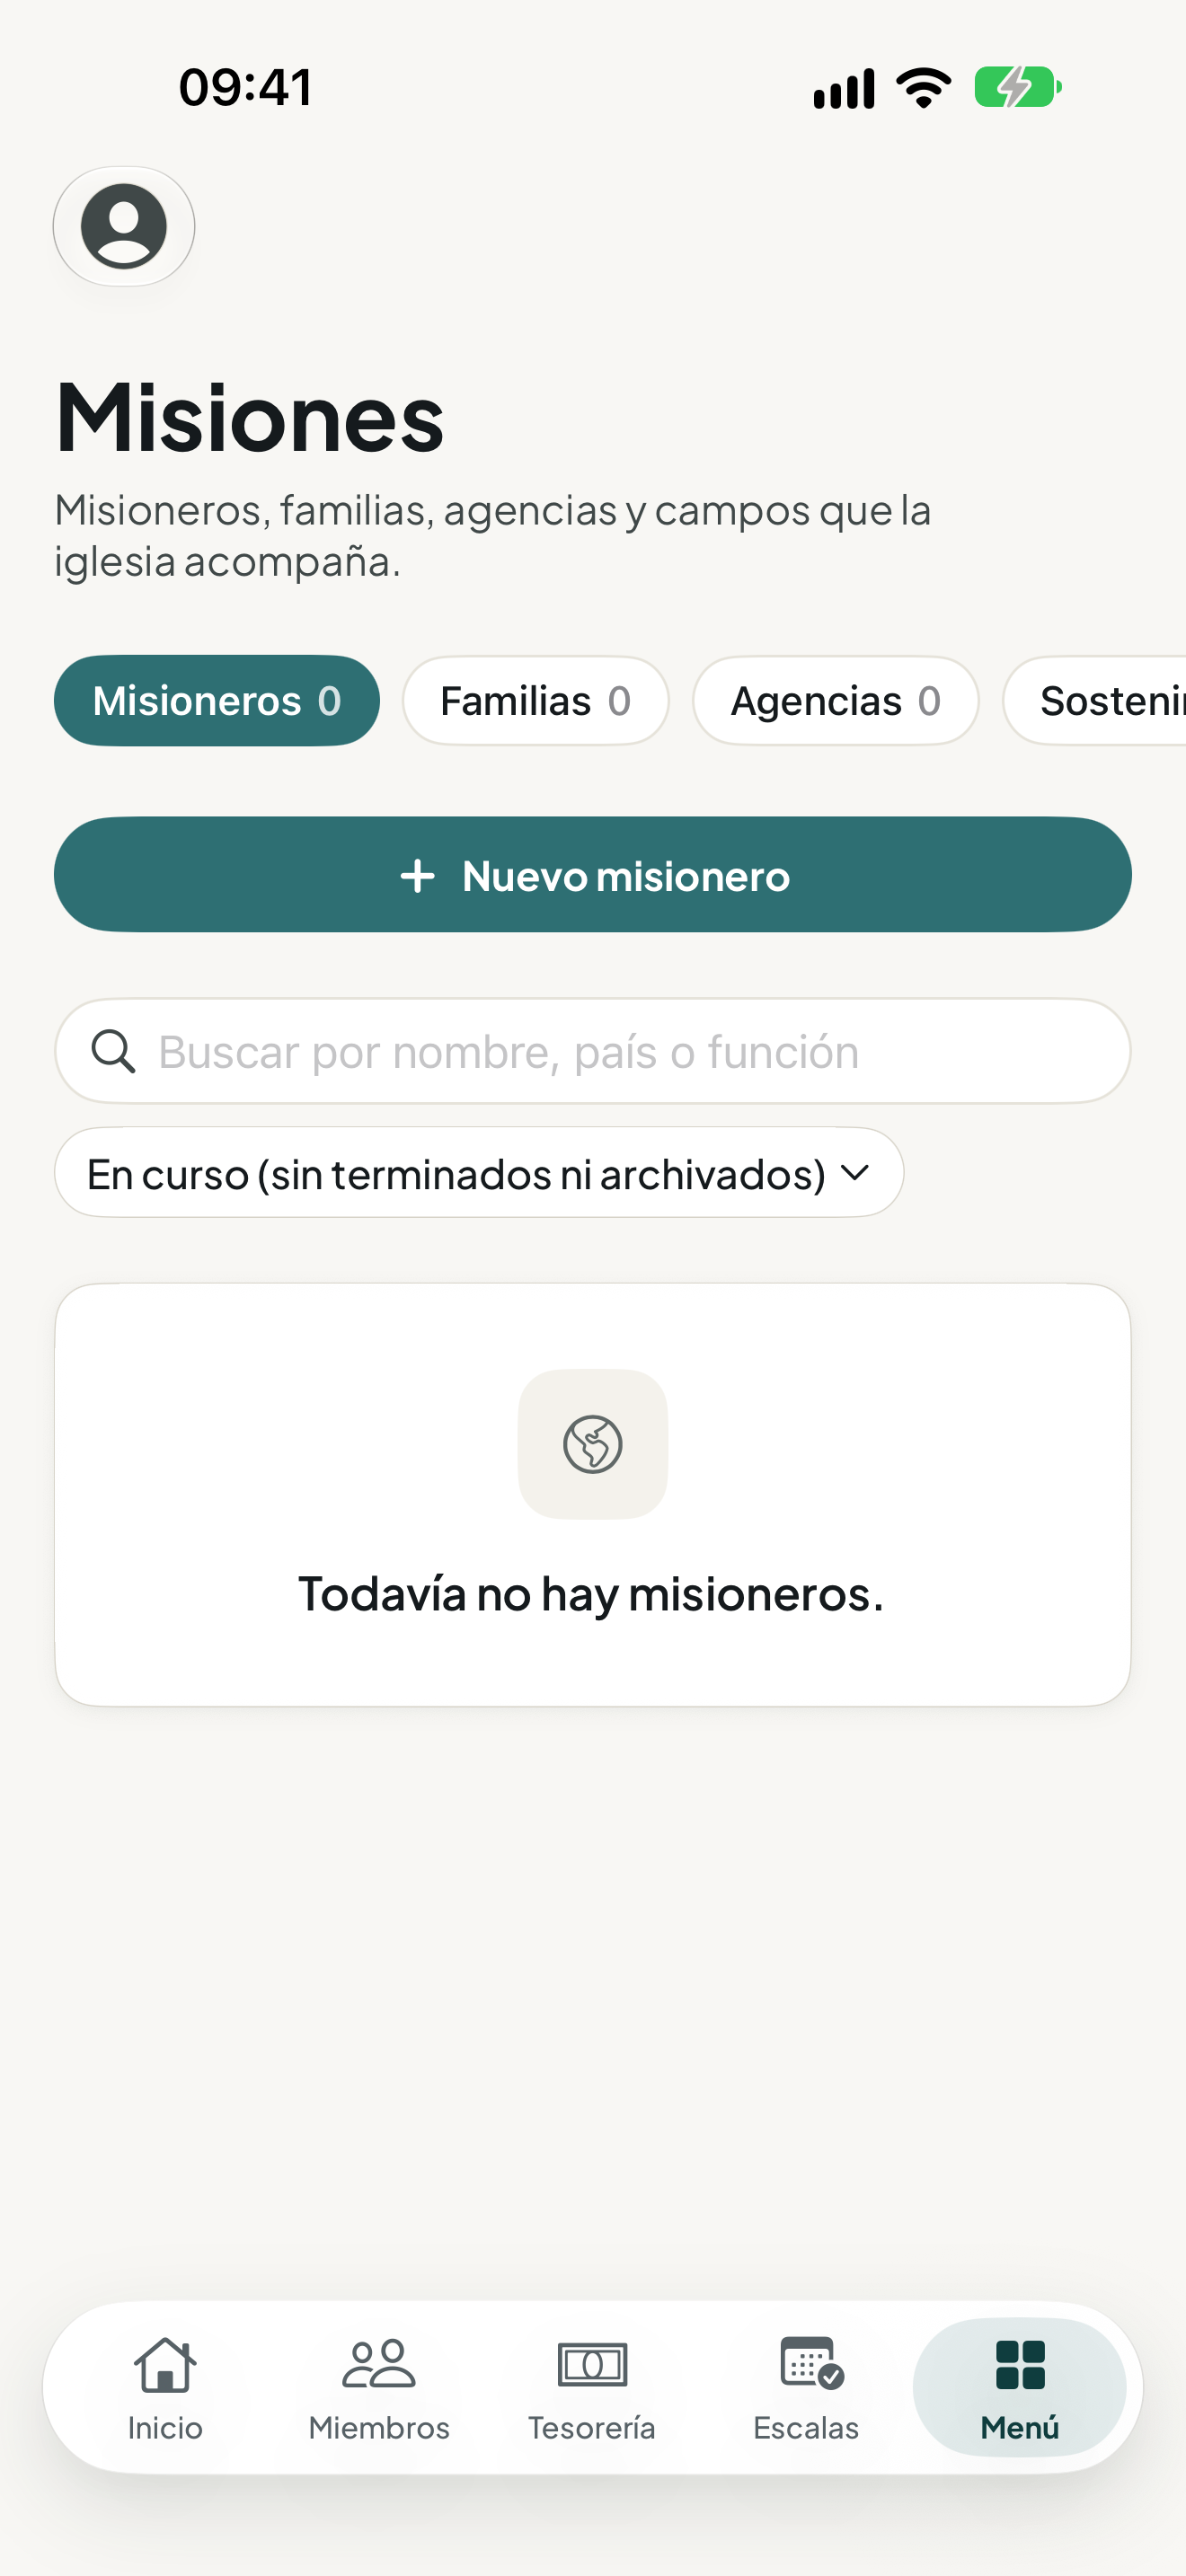 09:41
Misiones
Misioneros, familias, agencias y campos que la
iglesia acompaña.
Misioneros 0
Familias 0
Agencias 0
Nuevo misionero
Buscar por nombre, país o función
En curso (sin terminados ni archivados)
Todavía no hay misioneros.
Inicio
Miembros
Tesorería
Escalas
Menú